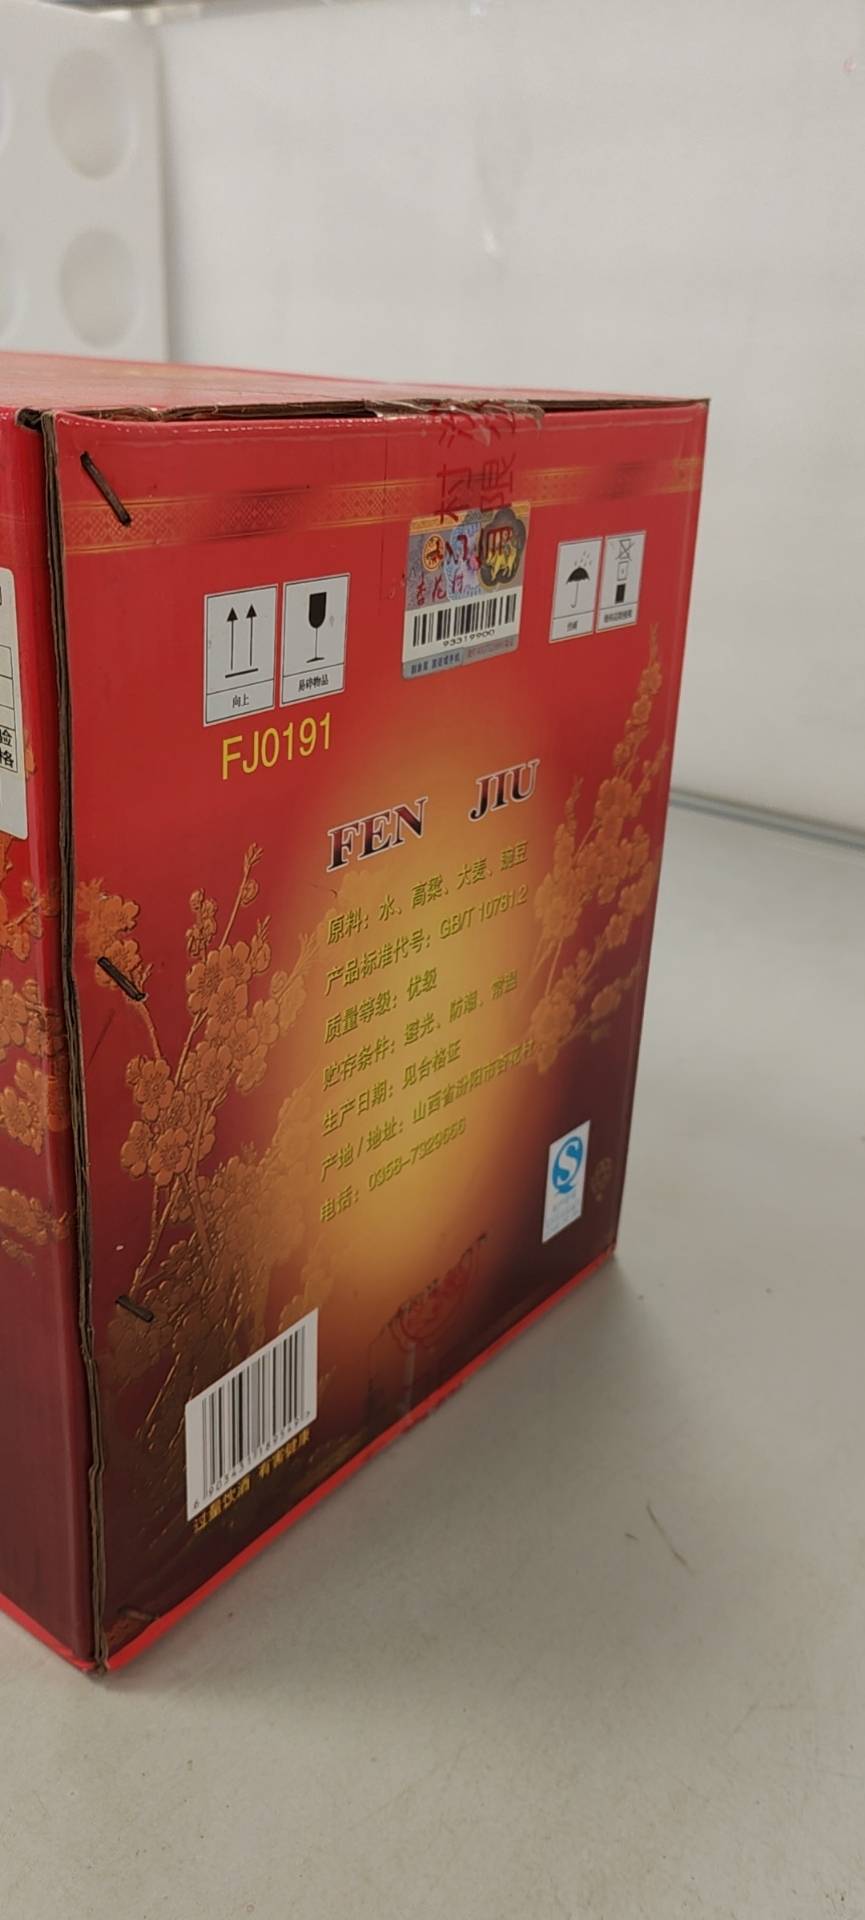 向上
易碎物品
杏花村
93319900
怕雨
FJ0191
FEN JIU
原料：水、高粱、大麦、豌豆
产品标准代号：GB/T 10781.2
质量等级：优级
贮存条件：避光、防潮、常温
生产日期：见合格证
产地/地址：山西省汾阳市杏花村
电话：0358-7329666
过量饮酒 有害健康